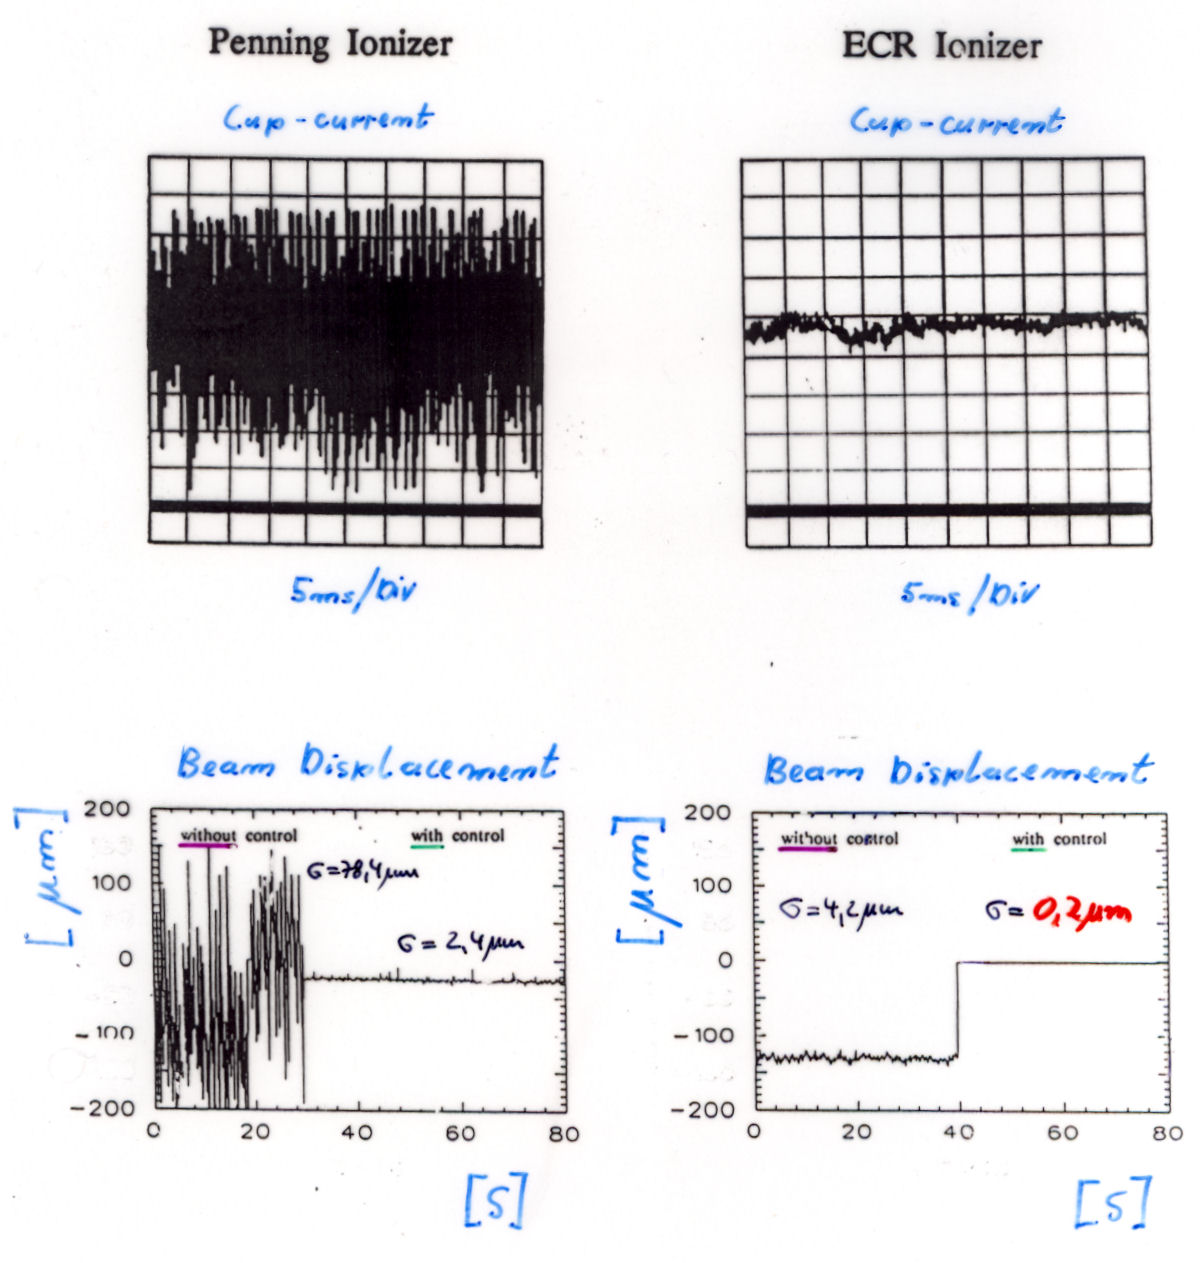 Penning Ionizer
Cup-current
5ms/Div
Beam Displacement
[μm]
200
100
0
-100
-200
without control
with control
σ=78,4μm
σ= 2,4μm
0 20 40 60 80
[S]
ECR Ionizer
Cup-current
5ms/Div
Beam Displacement
[μm]
200
100
0
-100
-200
without control
with control
σ=4,2μm
σ= 0,2μm
0 20 40 60 80
[S]